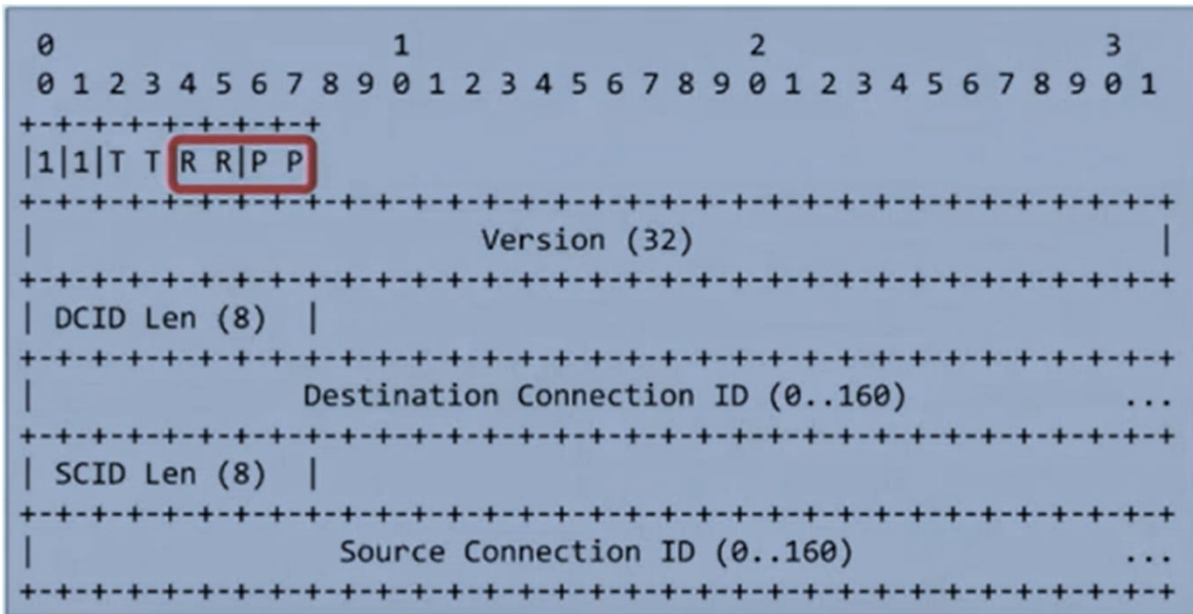 0 1 2 3
0 1 2 3 4 5 6 7 8 9 0 1 2 3 4 5 6 7 8 9 0 1 2 3 4 5 6 7 8 9 0 1
+-+-+-+-+-+-+-+-+
|1|1|T T R R|P P
+-+-+-+-+-+-+-+-+-+-+-+-+-+-+-+-+-+-+-+-+-+-+-+-+-+-+-+-+-+-+-+-+
| Version (32) |
+-+-+-+-+-+-+-+-+-+-+-+-+-+-+-+-+-+-+-+-+-+-+-+-+-+-+-+-+-+-+-+-+
| DCID Len (8) |
+-+-+-+-+-+-+-+-+-+-+-+-+-+-+-+-+-+-+-+-+-+-+-+-+-+-+-+-+-+-+-+-+
| Destination Connection ID (0..160) ...
+-+-+-+-+-+-+-+-+-+-+-+-+-+-+-+-+-+-+-+-+-+-+-+-+-+-+-+-+-+-+-+-+
| SCID Len (8) |
+-+-+-+-+-+-+-+-+-+-+-+-+-+-+-+-+-+-+-+-+-+-+-+-+-+-+-+-+-+-+-+-+
| Source Connection ID (0..160) ...
+-+-+-+-+-+-+-+-+-+-+-+-+-+-+-+-+-+-+-+-+-+-+-+-+-+-+-+-+-+-+-+-+